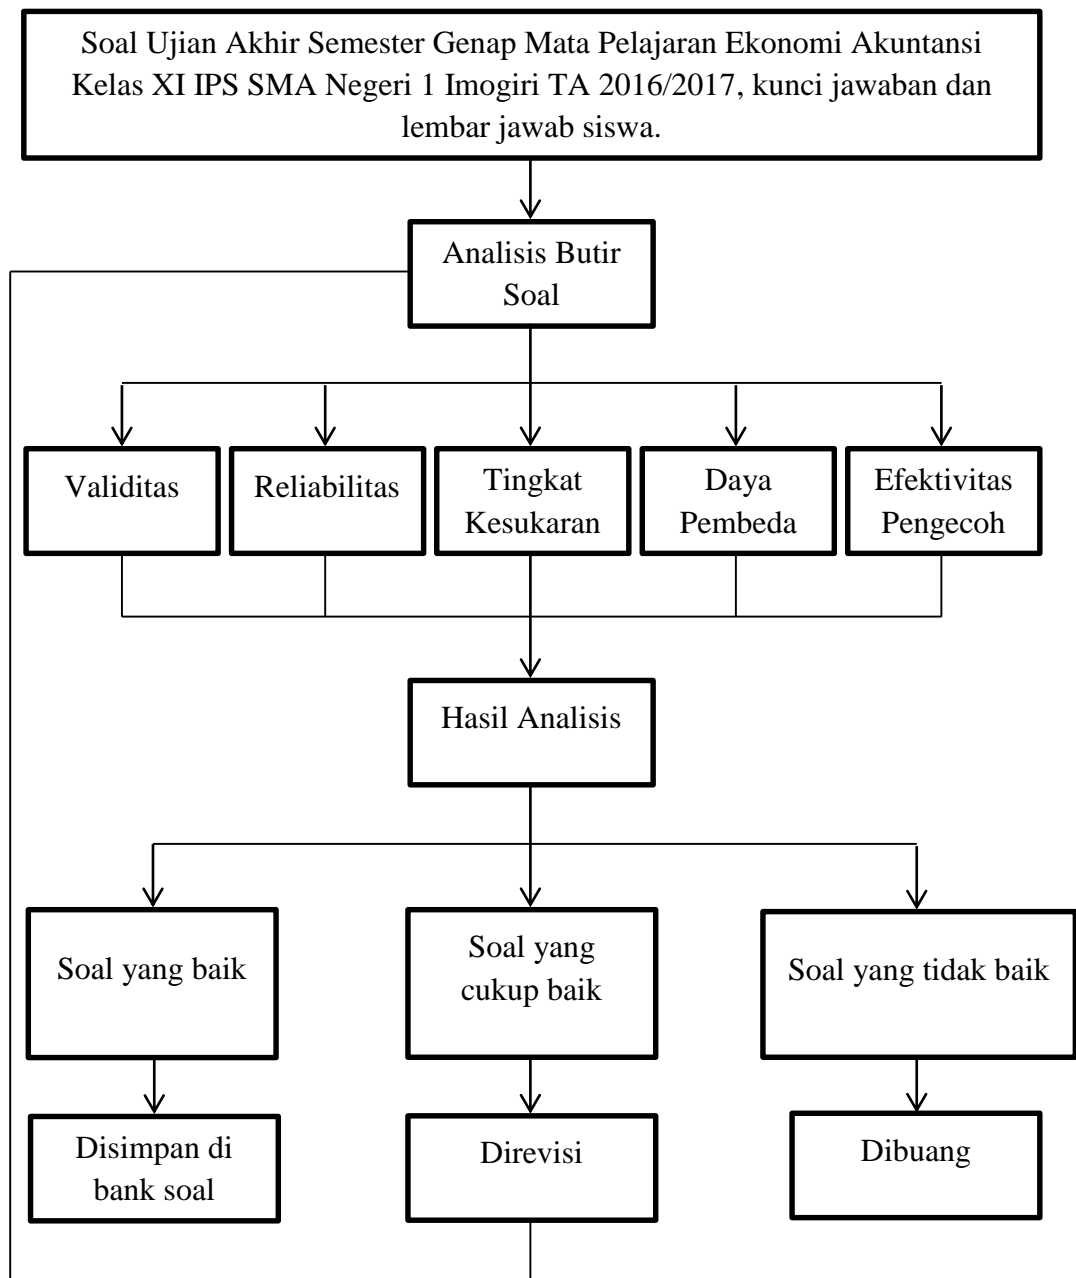 Soal Ujian Akhir Semester Genap Mata Pelajaran Ekonomi Akuntansi
Kelas XI IPS SMA Negeri 1 Imogiri TA 2016/2017, kunci jawaban dan
lembar jawab siswa.
Analisis Butir
Soal
Validitas
Reliabilitas
Tingkat
Kesukaran
Daya
Pembeda
Efektivitas
Pengecoh
Hasil Analisis
Soal yang baik
Soal yang
cukup baik
Soal yang tidak baik
Disimpan di
bank soal
Direvisi
Dibuang